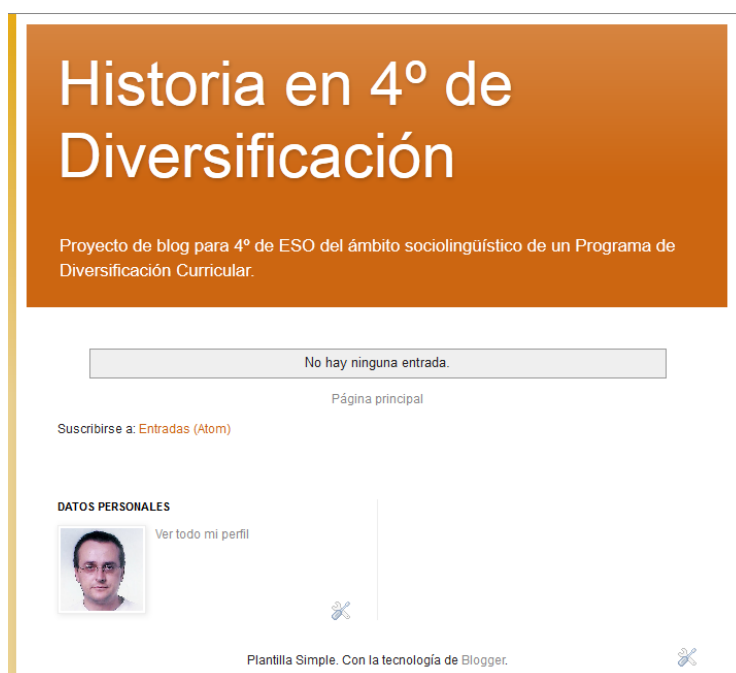 Historia en 4º de
Diversificación
Proyecto de blog para 4º de ESO del ámbito sociolingüístico de un Programa de
Diversificación Curricular.
No hay ninguna entrada.
Página principal
Suscribirse a: Entradas (Atom)
DATOS PERSONALES
Ver todo mi perfil
Plantilla Simple. Con la tecnología de Blogger.